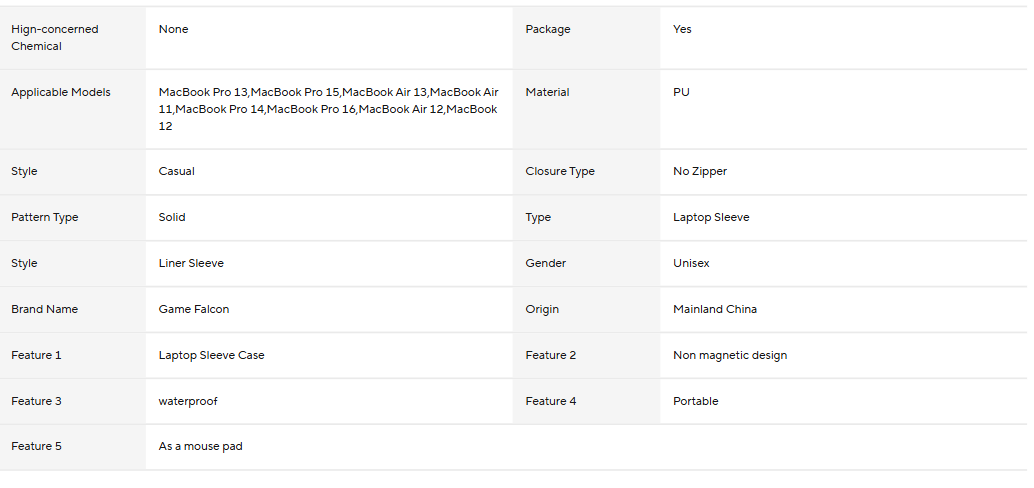 Hign-concerned
Chemical
None
Package
Yes
Applicable Models
MacBook Pro 13,MacBook Pro 15,MacBook Air 13,MacBook Air
11,MacBook Pro 14,MacBook Pro 16,MacBook Air 12,MacBook
12
Material
PU
Style
Casual
Closure Type
No Zipper
Pattern Type
Solid
Type
Laptop Sleeve
Style
Liner Sleeve
Gender
Unisex
Brand Name
Game Falcon
Origin
Mainland China
Feature 1
Laptop Sleeve Case
Feature 2
Non magnetic design
Feature 3
waterproof
Feature 4
Portable
Feature 5
As a mouse pad